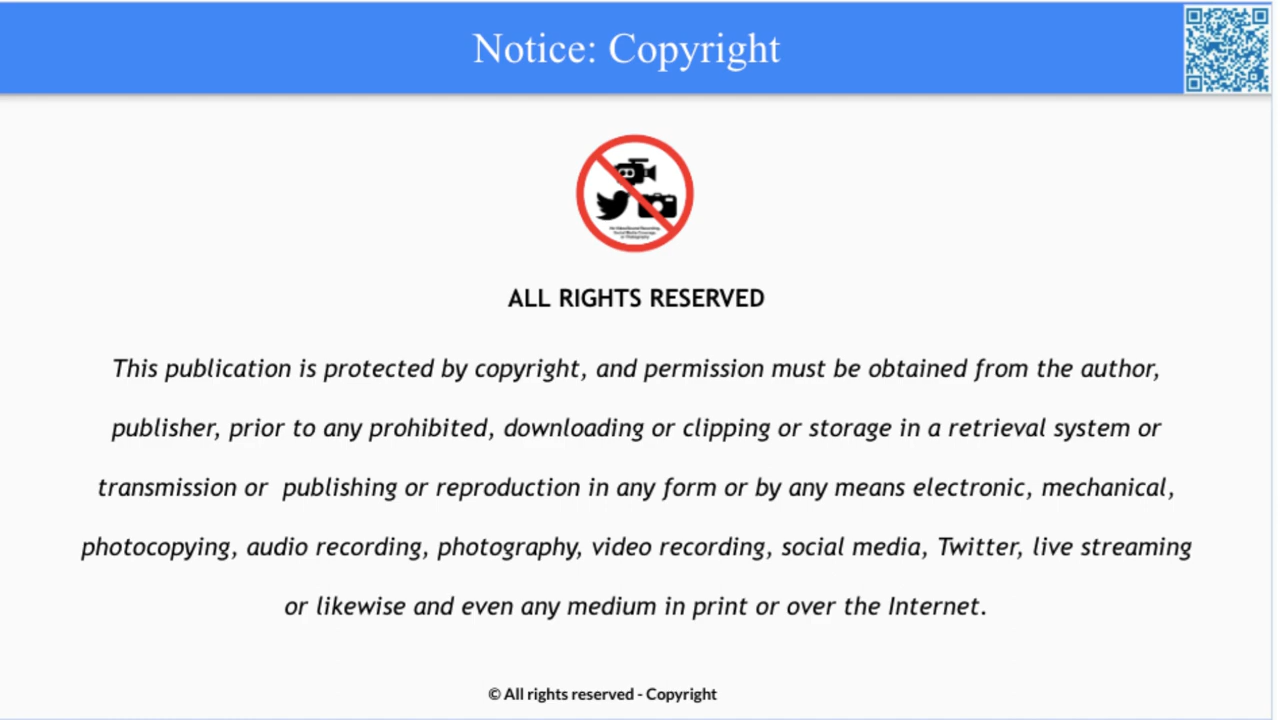 Notice: Copyright
ALL RIGHTS RESERVED
This publication is protected by copyright, and permission must be obtained from the author,
publisher, prior to any prohibited, downloading or clipping or storage in a retrieval system or
transmission or  publishing or reproduction in any form or by any means electronic, mechanical,
photocopying, audio recording, photography, video recording, social media, Twitter, live streaming
or likewise and even any medium in print or over the Internet.
© All rights reserved - Copyright